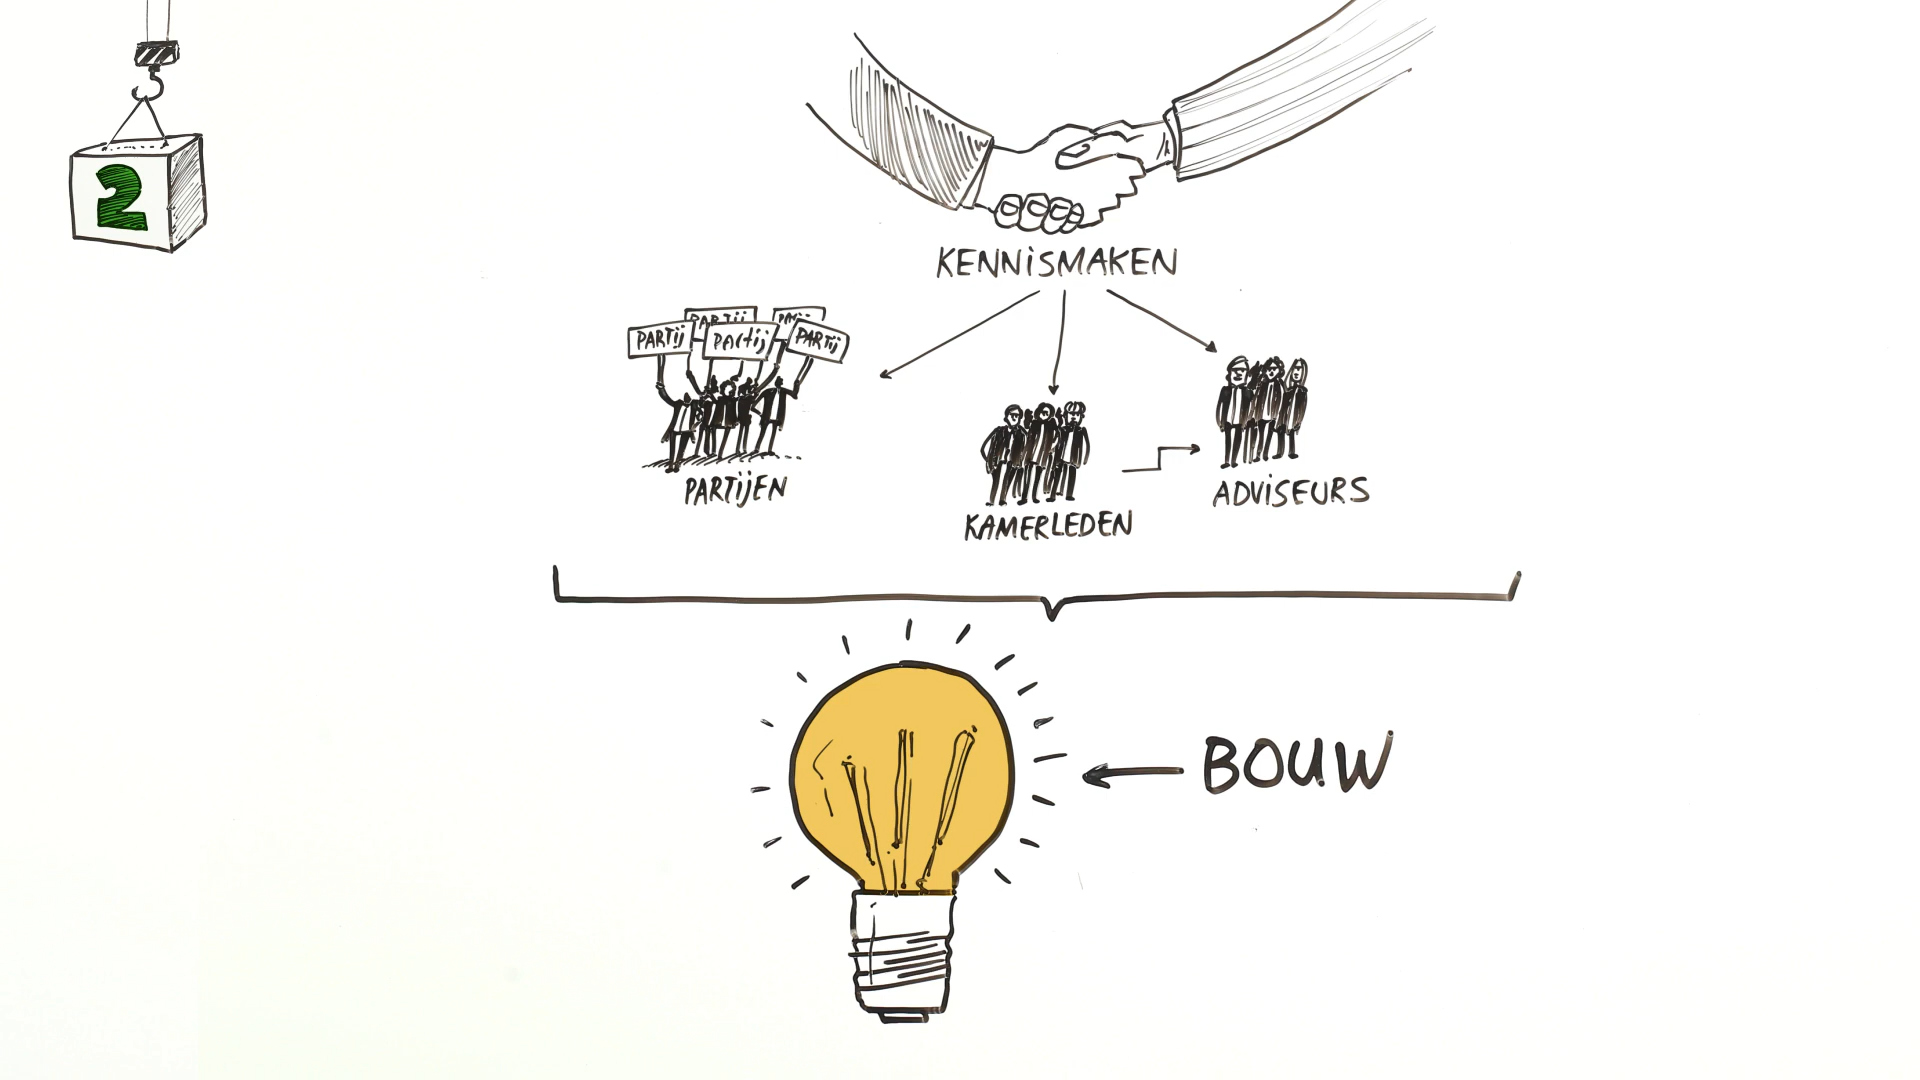 2
KENNiSMAKEN
PARTij
PARTij
PARTij
PARTij
PARTijEN
KAMERLEDEN
ADViSEURS
BOUW